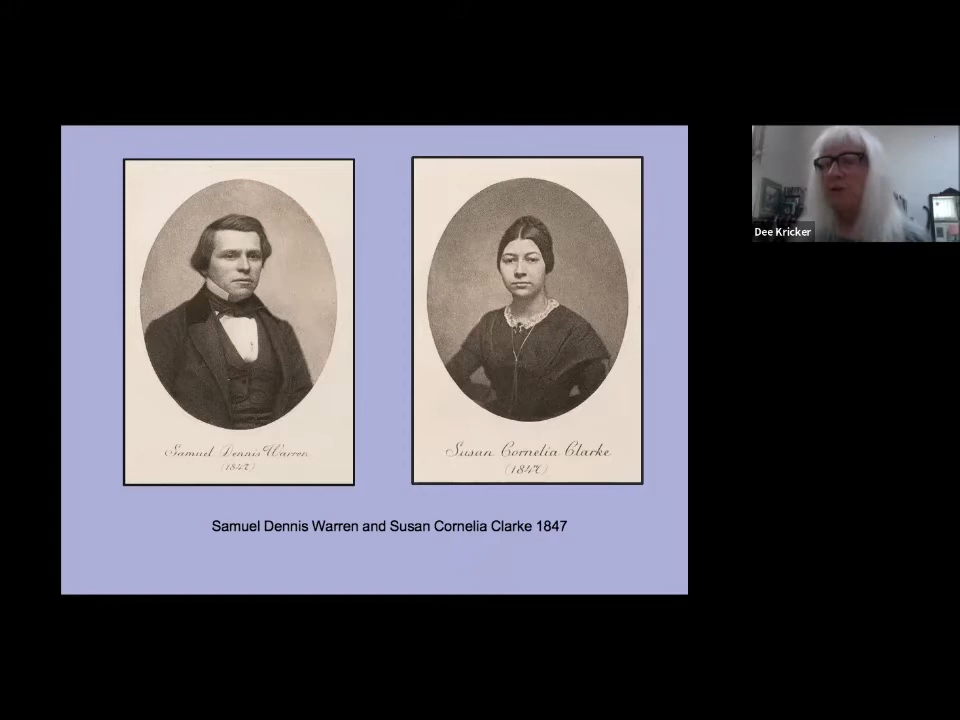 Dee Kricker
Samuel Dennis Warren
(1847)
Susan Cornelia Clarke
(1847)
Samuel Dennis Warren and Susan Cornelia Clarke 1847